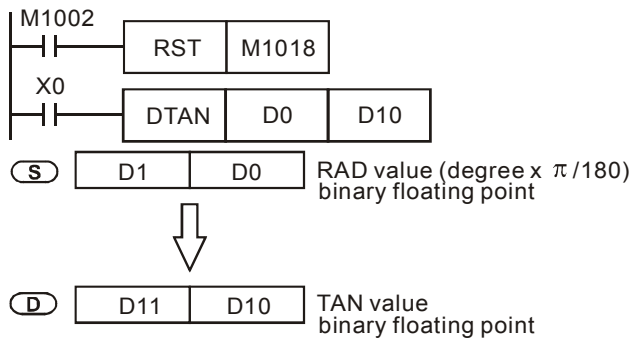 M1002
RST M1018
X0
DTAN D0 D10
S D1 D0 RAD value (degree x π/180)
binary floating point
D D11 D10 TAN value
binary floating point